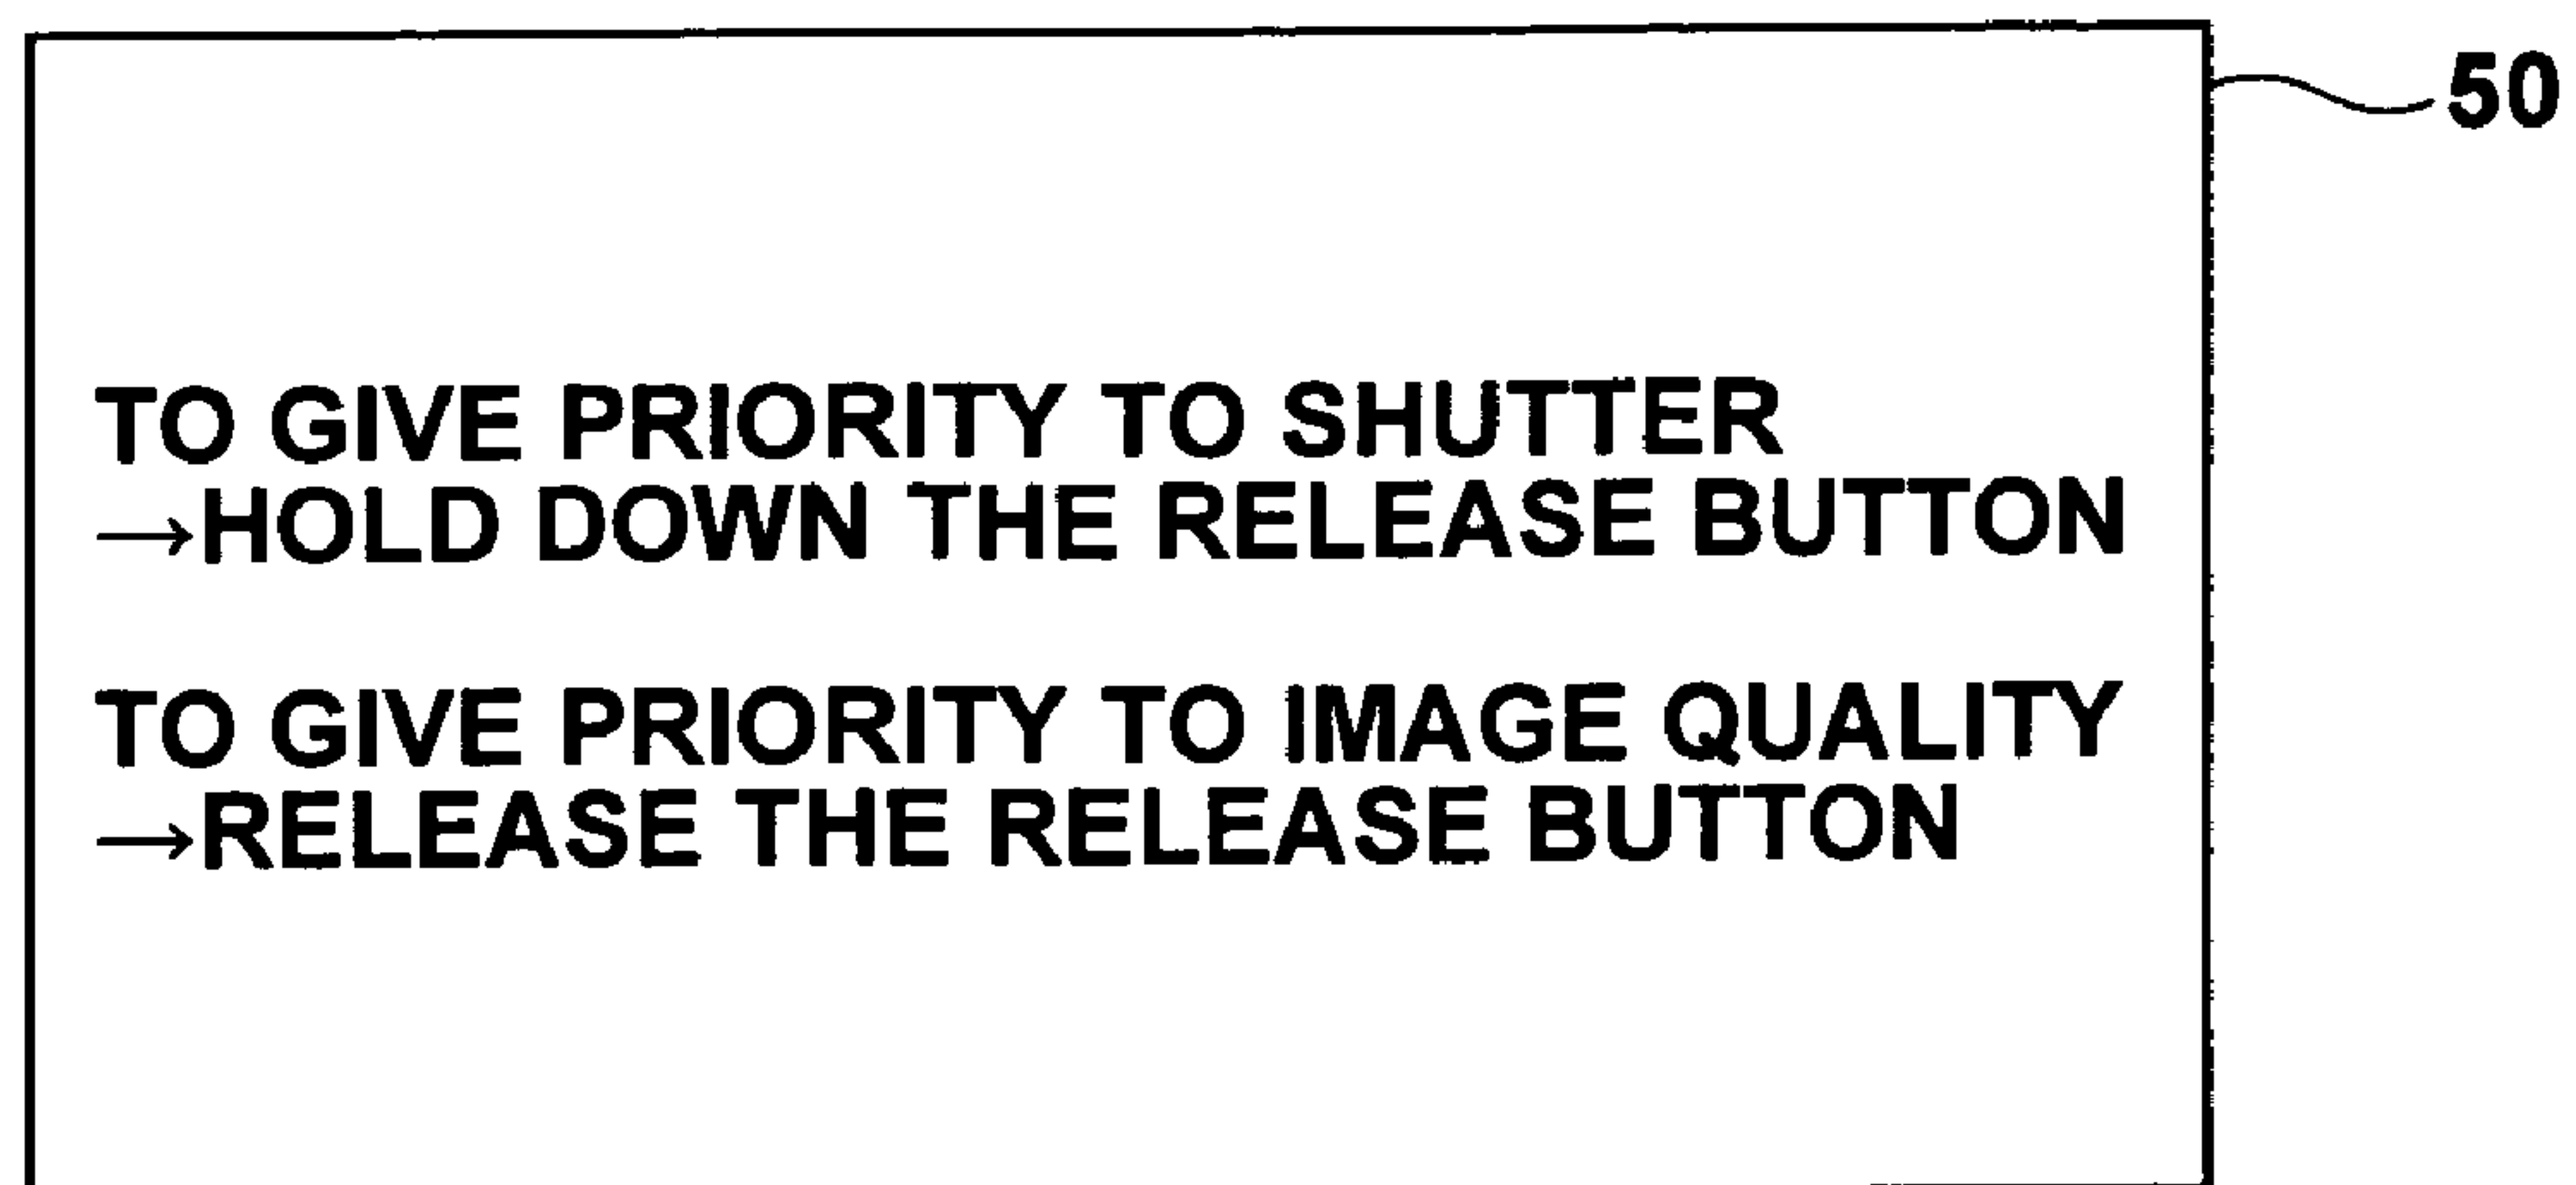 50
TO GIVE PRIORITY TO SHUTTER
→HOLD DOWN THE RELEASE BUTTON
TO GIVE PRIORITY TO IMAGE QUALITY
→RELEASE THE RELEASE BUTTON